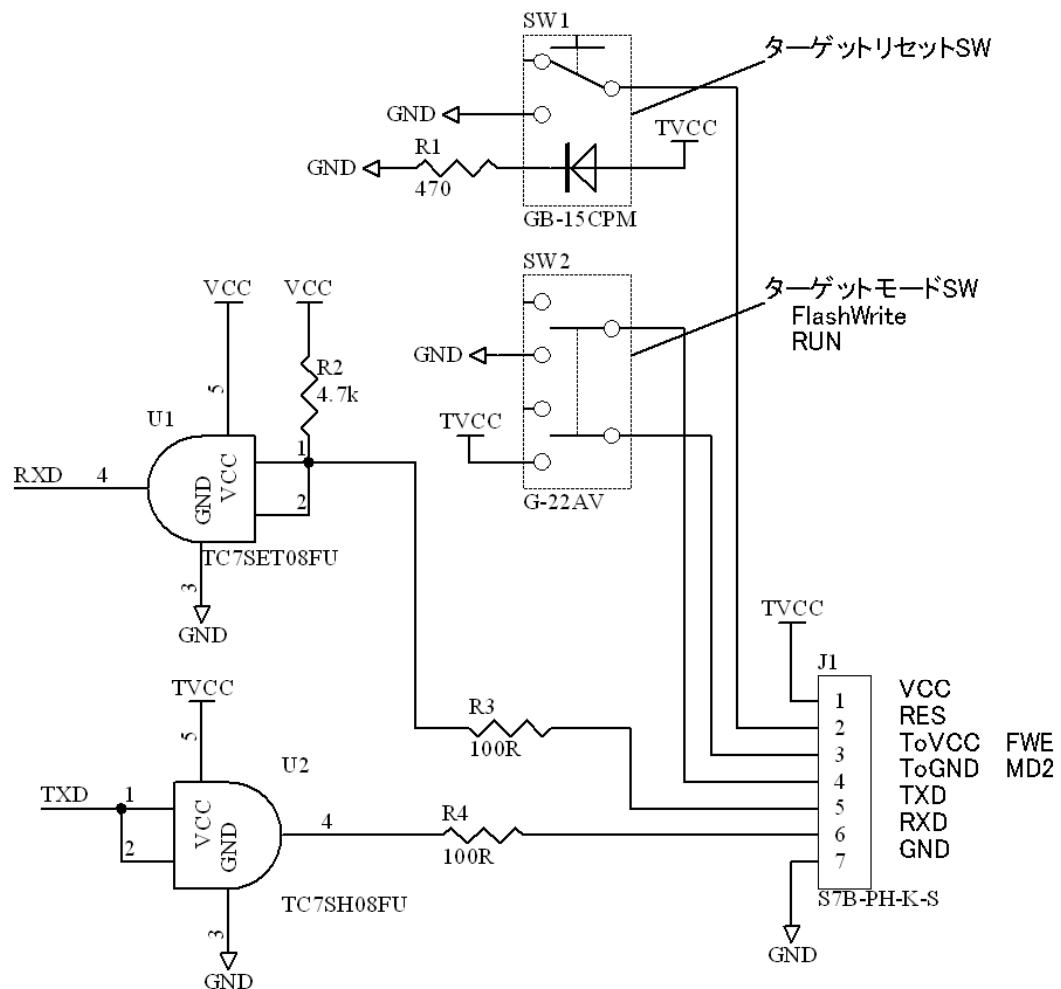 SW1
ターゲットリセットSW
GND
TVCC
R1
GND
470
GB-15CPM
SW2
ターゲットモードSW
FlashWrite
RUN
VCC
VCC
GND
R2
4.7k
5
TVCC
U1
1
RXD
4
GND
VCC
2
G-22AV
TC7SET08FU
3
GND
TVCC
J1
TVCC
1
VCC
2
RES
3
ToVCC FWE
4
ToGND MD2
5
TXD
6
RXD
7
GND
S7B-PH-K-S
GND
R3
100R
5
U2
TXD
1
VCC
GND
4
R4
100R
2
TC7SH08FU
3
GND